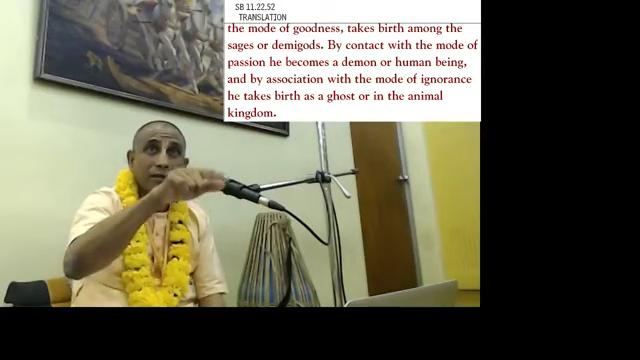 SB 11.22.52
TRANSLATION
the mode of goodness, takes birth among the
sages or demigods. By contact with the mode of
passion he becomes a demon or human being,
and by association with the mode of ignorance
he takes birth as a ghost or in the animal
kingdom.